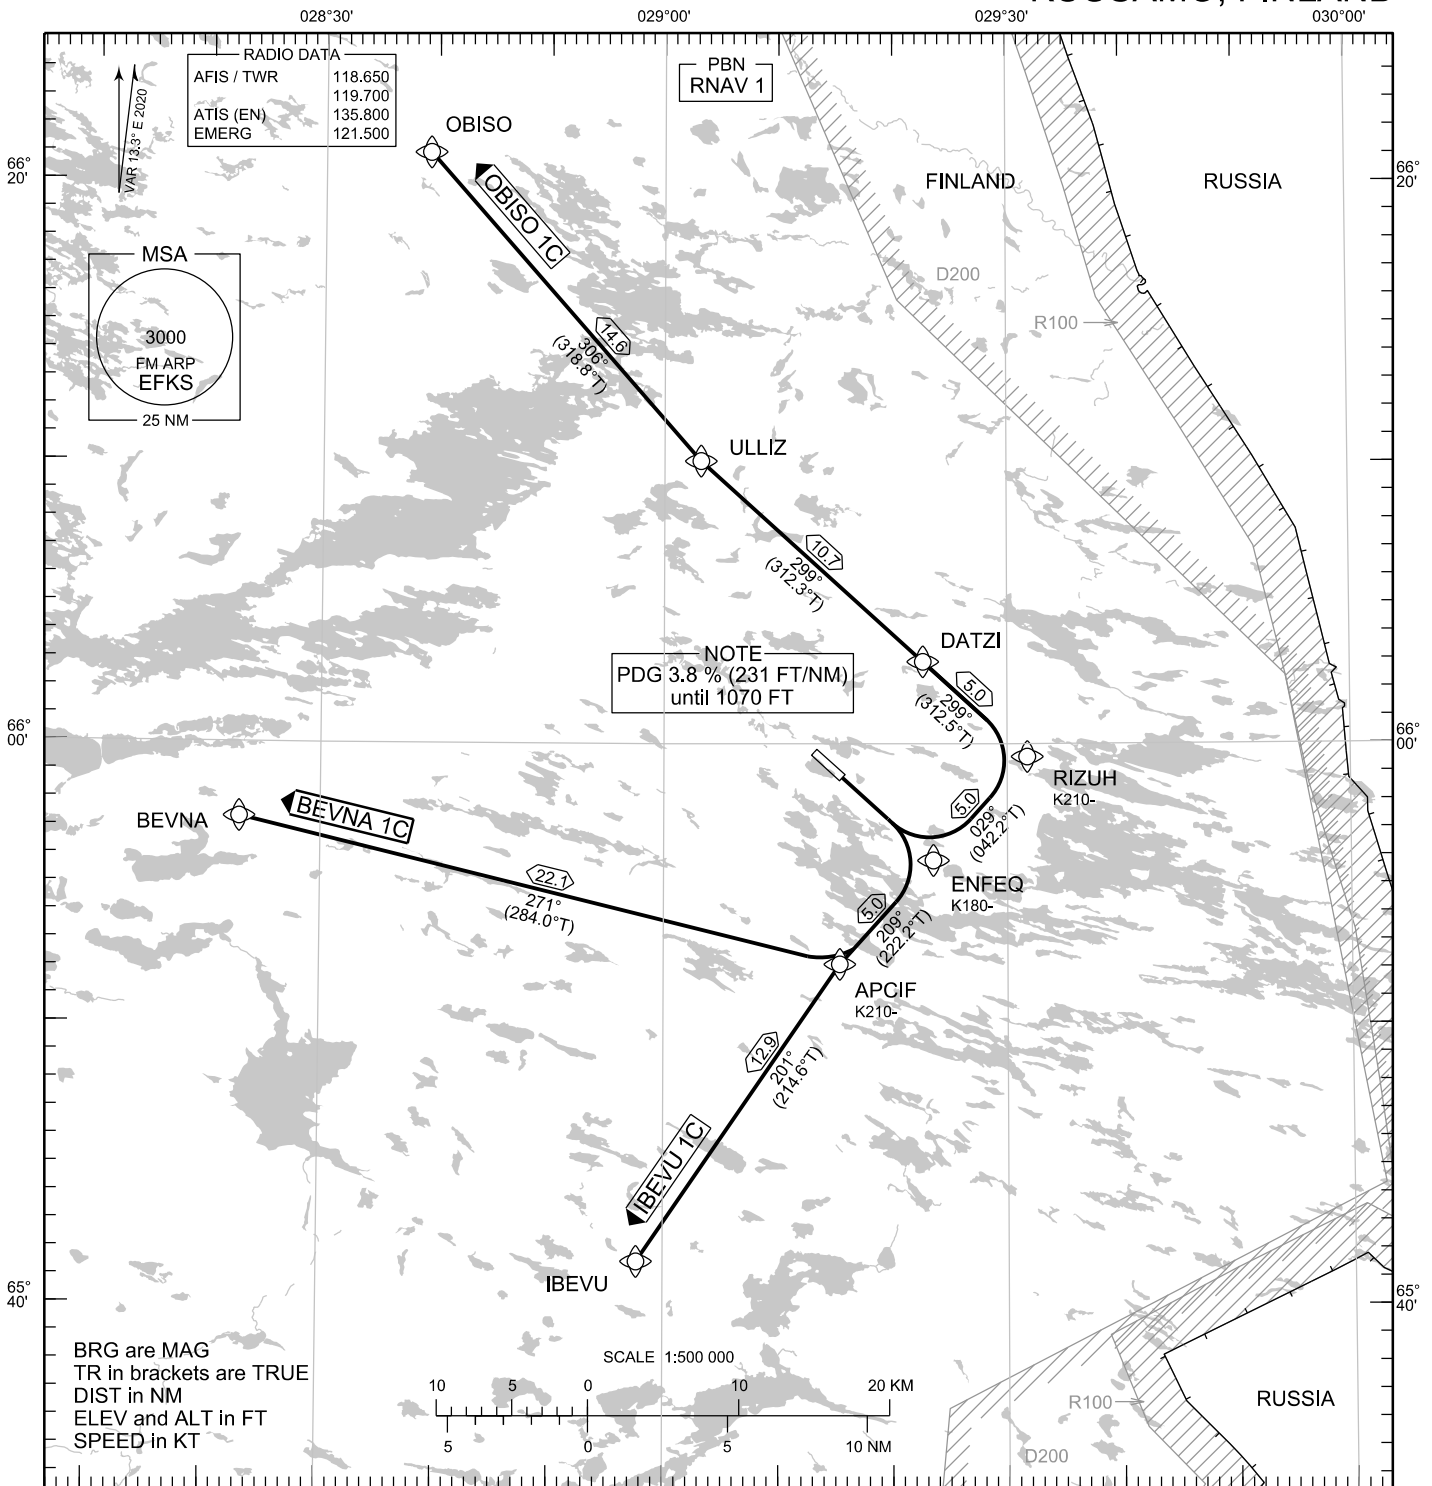 028°30'
029°00'
029°30'
030°00'
RADIO DATA
AFIS / TWR 118.650
119.700
ATIS (EN) 135.800
EMERG 121.500
PBN
RNAV 1
VAR 13.3° E 2020
OBISO
OBISO 1C
66°
20'
66°
20'
FINLAND
RUSSIA
D200
R100
MSA
3000
FM ARP
EFKS
25 NM
14.6
306°
(318.8°T)
ULLIZ
10.7
299°
(312.3°T)
DATZI
NOTE
PDG 3.8 % (231 FT/NM)
until 1070 FT
5.0
299°
(312.5°T)
66°
00'
66°
00'
RIZUH
K210-
5.0
029°
(042.2°T)
BEVNA
BEVNA 1C
22.1
271°
(284.0°T)
ENFEQ
K180-
5.0
209°
(222.2°T)
APCIF
K210-
12.9
201°
(214.6°T)
IBEVU 1C
IBEVU
65°
40'
65°
40'
BRG are MAG
TR in brackets are TRUE
DIST in NM
ELEV and ALT in FT
SPEED in KT
SCALE 1:500 000
10 5 0 10 20 KM
5 0 5 10 NM
R100
D200
RUSSIA